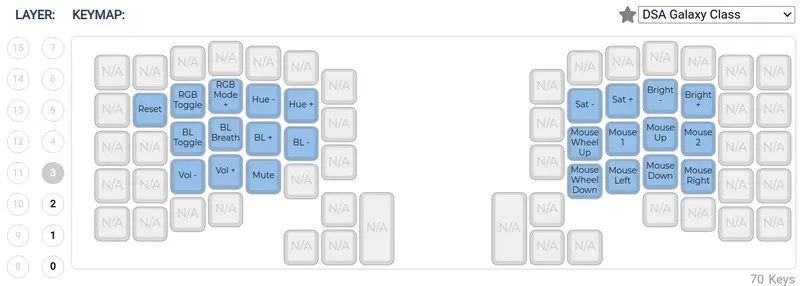 LAYER: KEYMAP:
DSA Galaxy Class
15 7
14 6
13 5
12 4
11 3
10 2
9 1
8 0
N/A N/A N/A N/A N/A N/A N/A
N/A Reset RGB Toggle RGB Mode + Hue - Hue + N/A
N/A N/A BL Toggle BL Breath BL + BL - N/A
N/A N/A Vol - Vol + Mute N/A
N/A N/A N/A N/A
N/A N/A
N/A N/A
N/A N/A N/A N/A N/A N/A N/A
N/A Sat - Sat + Bright - Bright + N/A N/A
N/A Mouse Wheel Up Mouse 1 Mouse Up Mouse 2 N/A N/A
Mouse Wheel Down Mouse Left Mouse Down Mouse Right N/A N/A
N/A N/A N/A N/A
N/A N/A
N/A N/A
70 Keys